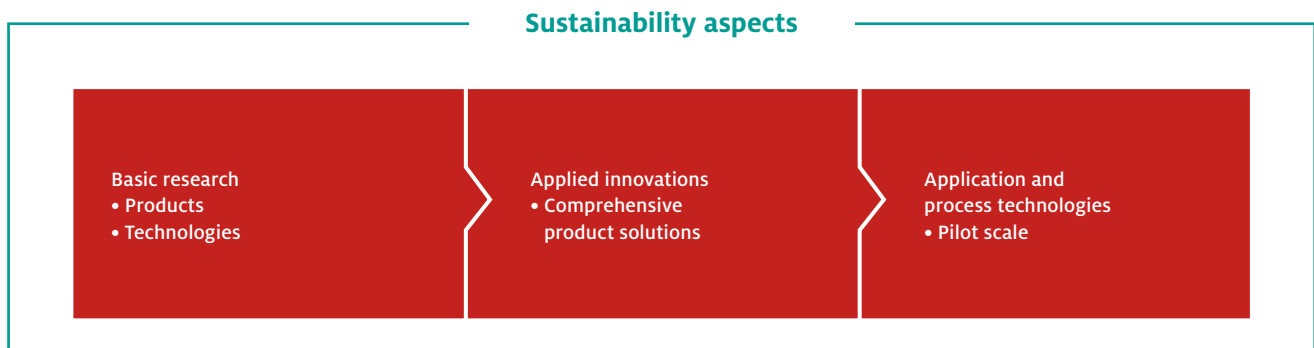 Sustainability aspects
Basic research
• Products
• Technologies
Applied innovations
• Comprehensive
product solutions
Application and
process technologies
• Pilot scale